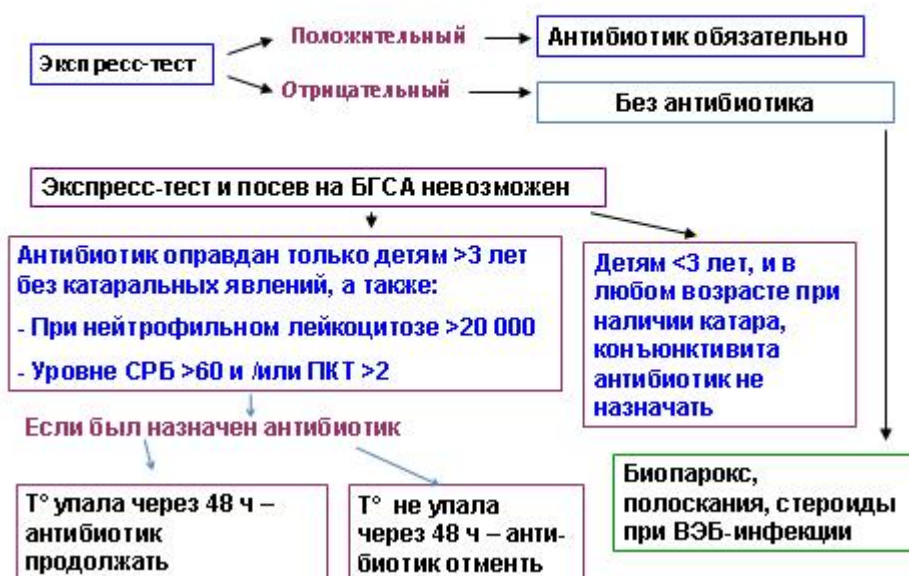 Экспресс-тест
Положительный
Антибиотик обязательно
Отрицательный
Без антибиотика
Экспресс-тест и посев на БГСА невозможен
Антибиотик оправдан только детям >3 лет
без катаральных явлений, а также:
- При нейтрофильном лейкоцитозе >20 000
- Уровне СРБ >60 и /или ПКТ >2
Детям <3 лет, и в
любом возрасте при
наличии катара,
конъюнктивита
антибиотик не
назначать
Если был назначен антибиотик
Т° упала через 48 ч –
антибиотик
продолжать
Т° не упала
через 48 ч – анти-
биотик отменть
Биопарокс,
полоскания, стероиды
при ВЭБ-инфекции